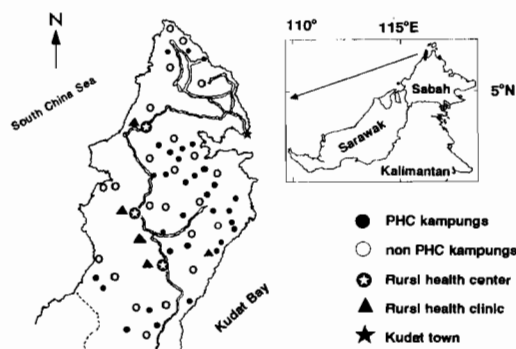 N
South China Sea
Kudat Bay
110°
115°E
5°N
Sabah
Sarawak
Kalimantan
PHC kampungs
non PHC kampungs
Rural health center
Rural health clinic
Kudat town